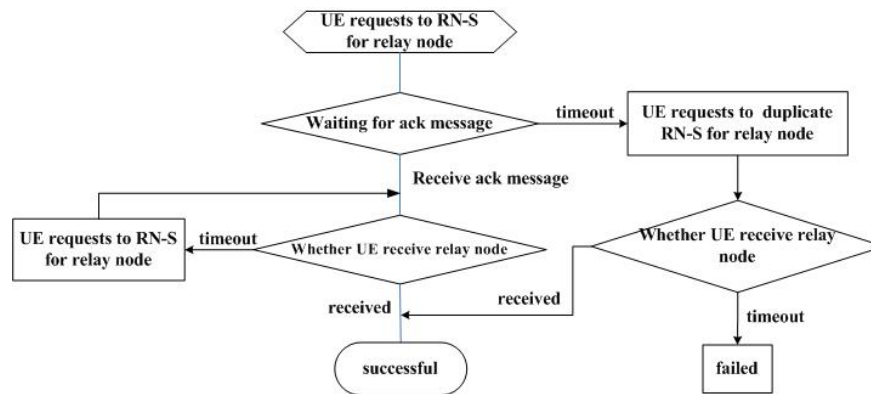 UE requests to RN-S
for relay node
Waiting for ack message
timeout
UE requests to duplicate
RN-S for relay node
Receive ack message
UE requests to RN-S
for relay node
timeout
Whether UE receive relay node
Whether UE receive relay
node
received
received
timeout
successful
failed